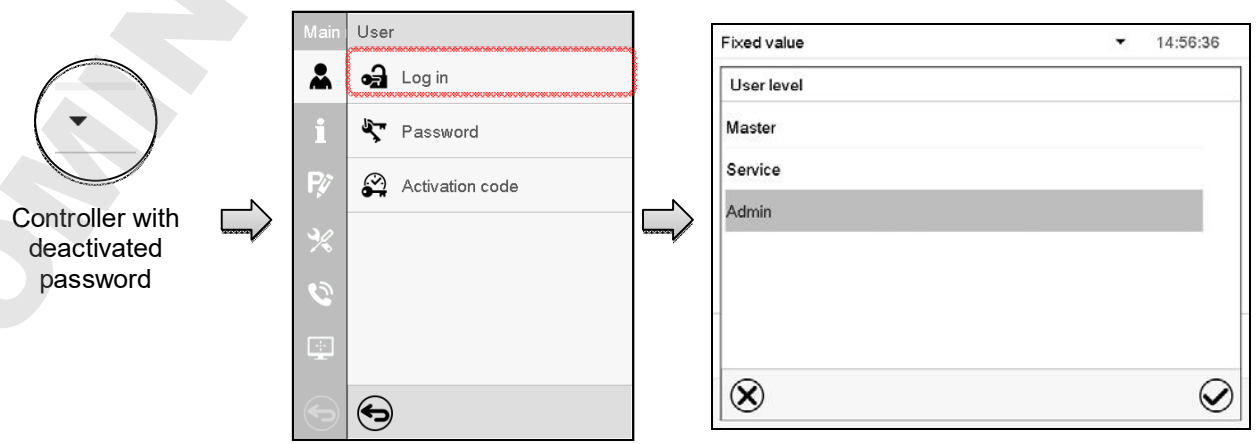 Controller with
deactivated
password
Main
User
Log in
Password
Activation code
Fixed value 14:56:36
User level
Master
Service
Admin